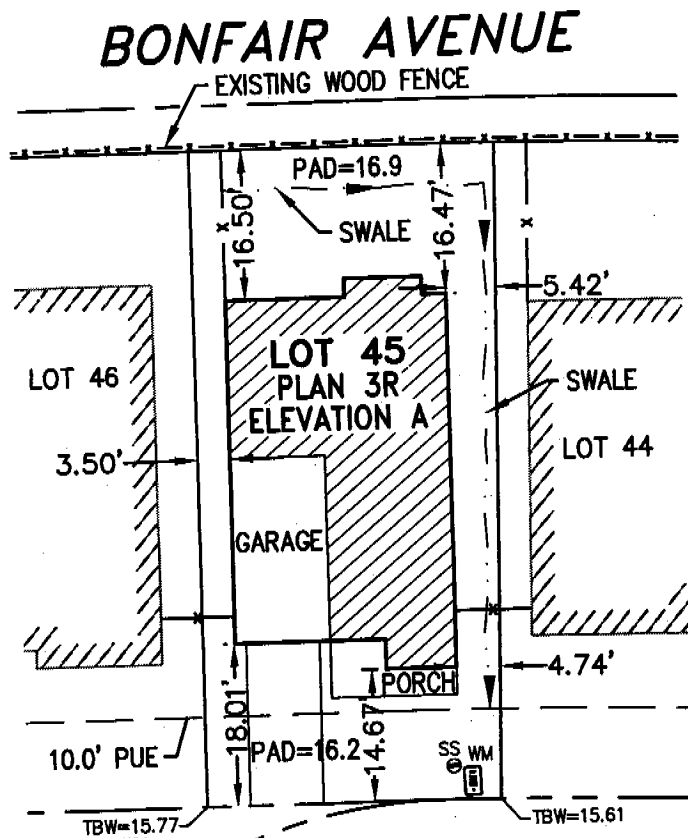 BONFAIR AVENUE
EXISTING WOOD FENCE
PAD=16.9
16.50'
16.47'
SWALE
5.42'
LOT 45
PLAN 3R
ELEVATION A
LOT 46
SWALE
3.50'
LOT 44
GARAGE
4.74'
PORCH
18.01'
14.67'
10.0' PUE
PAD=16.2
SS
WM
TBW=15.77
TBW=15.61